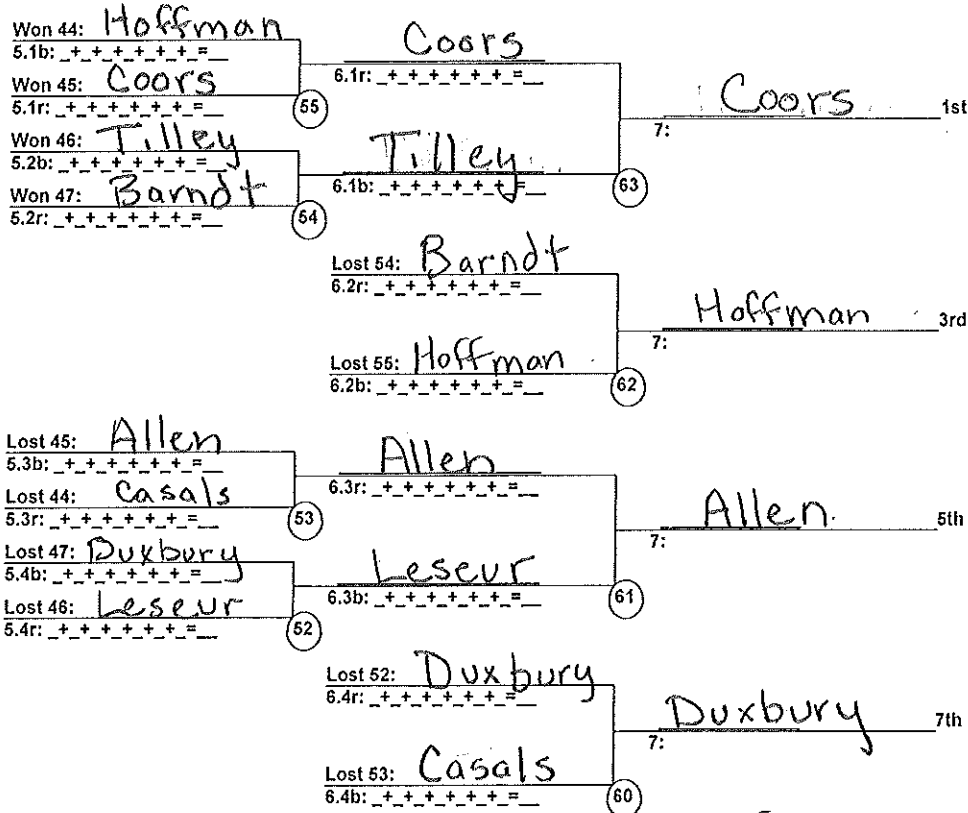 Won 44: Hoffman
5.1b: _+_+_+_+_+_=__
Coors
Won 45: Coors
6.1r: _+_+_+_+_+_=__
5.1r: _+_+_+_+_+_=__
55
Coors 1st
7:
Won 46: Tilley
5.2b: _+_+_+_+_+_=__
Tilley
Won 47: Barndt
6.1b: _+_+_+_+_+_=__
63
5.2r: _+_+_+_+_+_=__
54
Lost 54: Barndt
6.2r: _+_+_+_+_+_=__
Hoffman 3rd
7:
Lost 55: Hoffman
6.2b: _+_+_+_+_+_=__
62
Lost 45: Allen
5.3b: _+_+_+_+_+_=__
Allen
Lost 44: Casals
6.3r: _+_+_+_+_+_=__
5.3r: _+_+_+_+_+_=__
53
Allen 5th
7:
Lost 47: Duxbury
5.4b: _+_+_+_+_+_=__
Leseur
Lost 46: Leseur
6.3b: _+_+_+_+_+_=__
61
5.4r: _+_+_+_+_+_=__
52
Lost 52: Duxbury
6.4r: _+_+_+_+_+_=__
Duxbury 7th
7:
Lost 53: Casals
6.4b: _+_+_+_+_+_=__
60